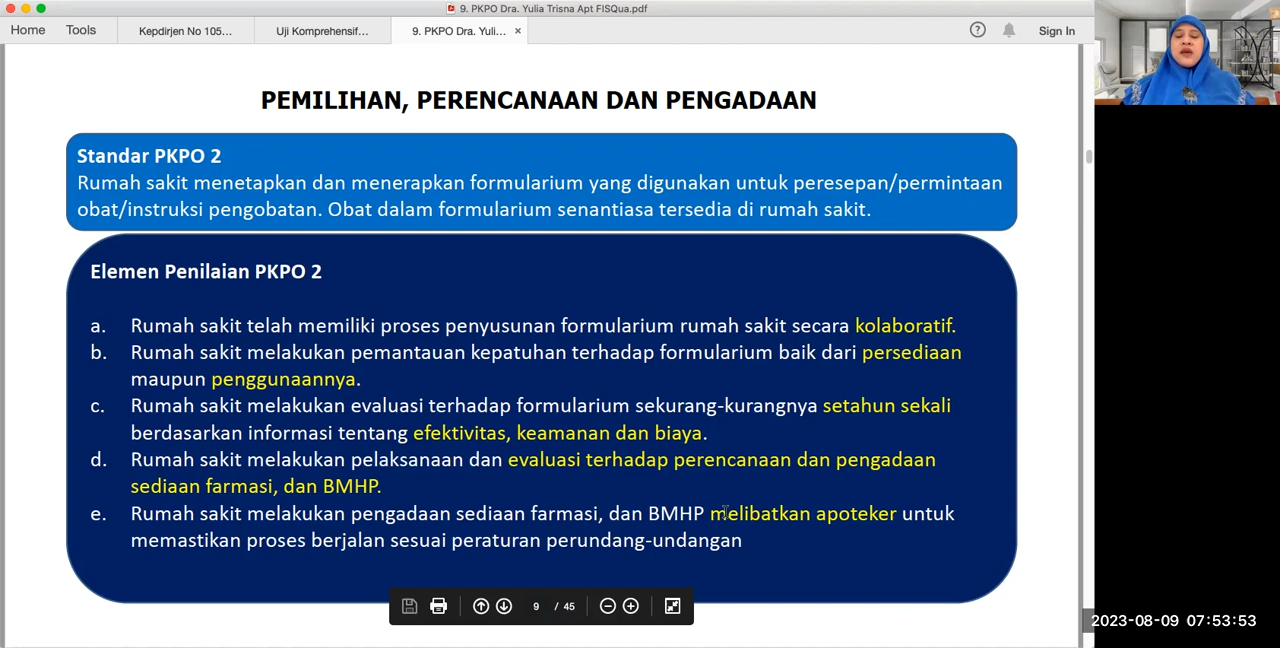 9. PKPO Dra. Yulia Trisna Apt FISQua.pdf
Home Tools Kepdirjen No 105... Uji Komprehensif... 9. PKPO Dra. Yuli... × ? Sign In
PEMILIHAN, PERENCANAAN DAN PENGADAAN
Standar PKPO 2
Rumah sakit menetapkan dan menerapkan formularium yang digunakan untuk peresepan/permintaan
obat/instruksi pengobatan. Obat dalam formularium senantiasa tersedia di rumah sakit.
Elemen Penilaian PKPO 2
a. Rumah sakit telah memiliki proses penyusunan formularium rumah sakit secara kolaboratif.
b. Rumah sakit melakukan pemantauan kepatuhan terhadap formularium baik dari persediaan
maupun penggunaannya.
c. Rumah sakit melakukan evaluasi terhadap formularium sekurang-kurangnya setahun sekali
berdasarkan informasi tentang efektivitas, keamanan dan biaya.
d. Rumah sakit melakukan pelaksanaan dan evaluasi terhadap perencanaan dan pengadaan
sediaan farmasi, dan BMHP.
e. Rumah sakit melakukan pengadaan sediaan farmasi, dan BMHP melibatkan apoteker untuk
memastikan proses berjalan sesuai peraturan perundang-undangan
9 / 45
2023-08-09 07:53:53